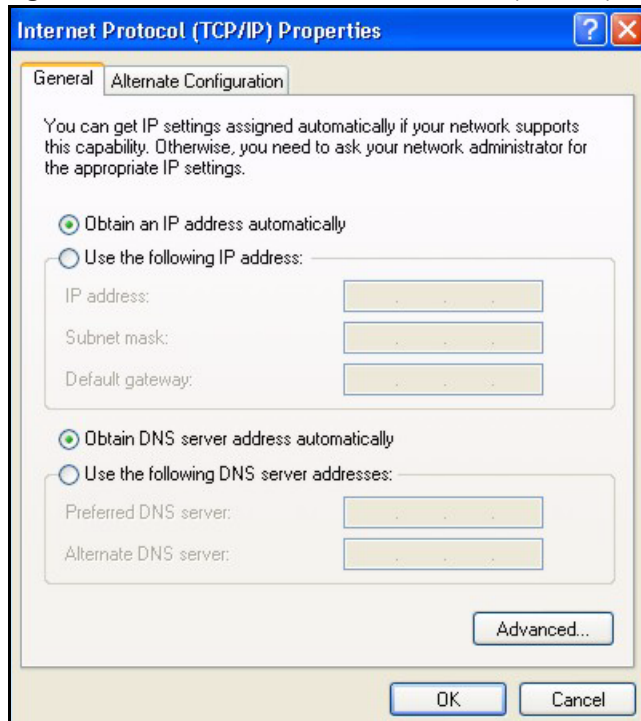 Internet Protocol (TCP/IP) Properties
General
Alternate Configuration
You can get IP settings assigned automatically if your network supports
this capability. Otherwise, you need to ask your network administrator for
the appropriate IP settings.
Obtain an IP address automatically
Use the following IP address:
IP address:
Subnet mask:
Default gateway:
Obtain DNS server address automatically
Use the following DNS server addresses:
Preferred DNS server:
Alternate DNS server:
Advanced...
OK
Cancel